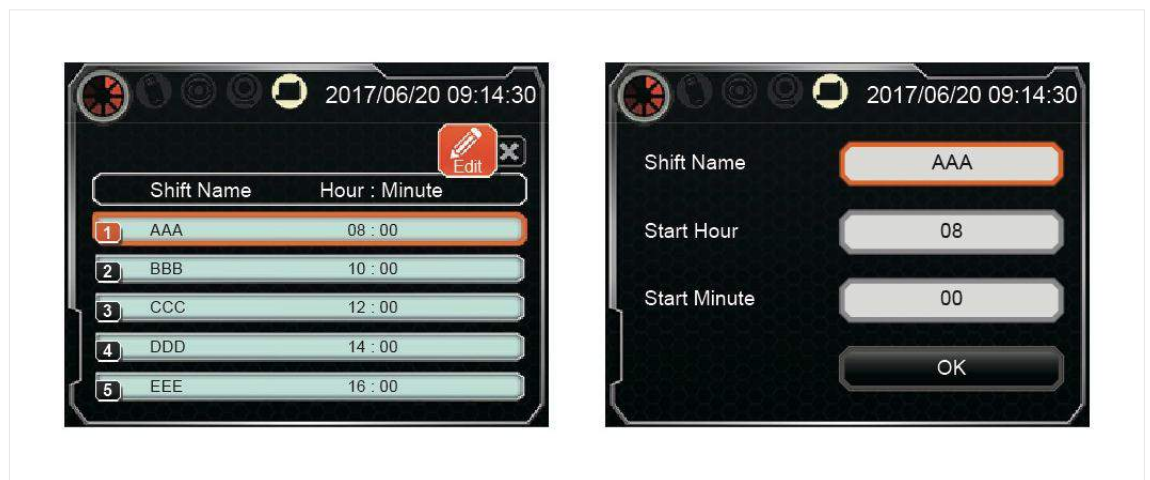 2017/06/20 09:14:30
Edit
Shift Name Hour : Minute
1 AAA 08 : 00
2 BBB 10 : 00
3 CCC 12 : 00
4 DDD 14 : 00
5 EEE 16 : 00
2017/06/20 09:14:30
Shift Name AAA
Start Hour 08
Start Minute 00
OK